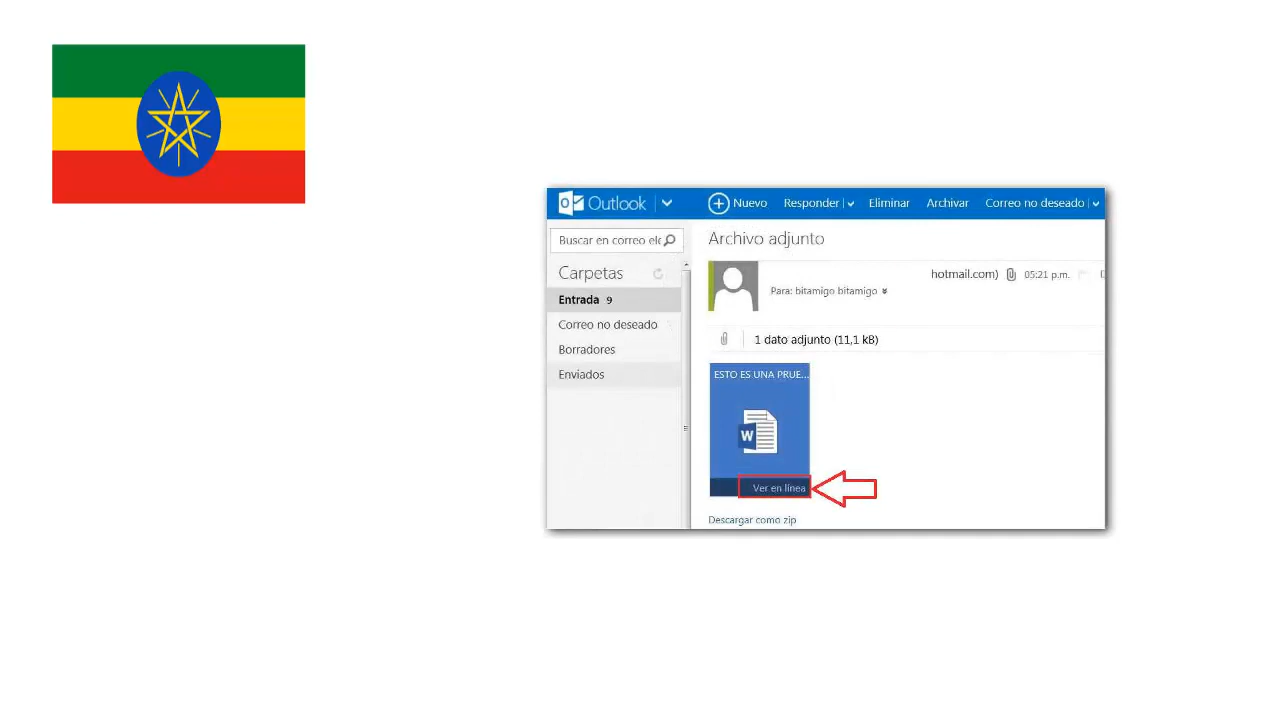 Outlook
Nuevo Responder Eliminar Archivar Correo no deseado
Buscar en correo
Archivo adjunto
Carpetas
hotmail.com) 05:21 p.m.
Para: bitamigo bitamigo
Entrada 9
Correo no deseado
1 dato adjunto (11,1 kB)
Borradores
Enviados
ESTO ES UNA PRUE...
W
Ver en línea
Descargar como zip